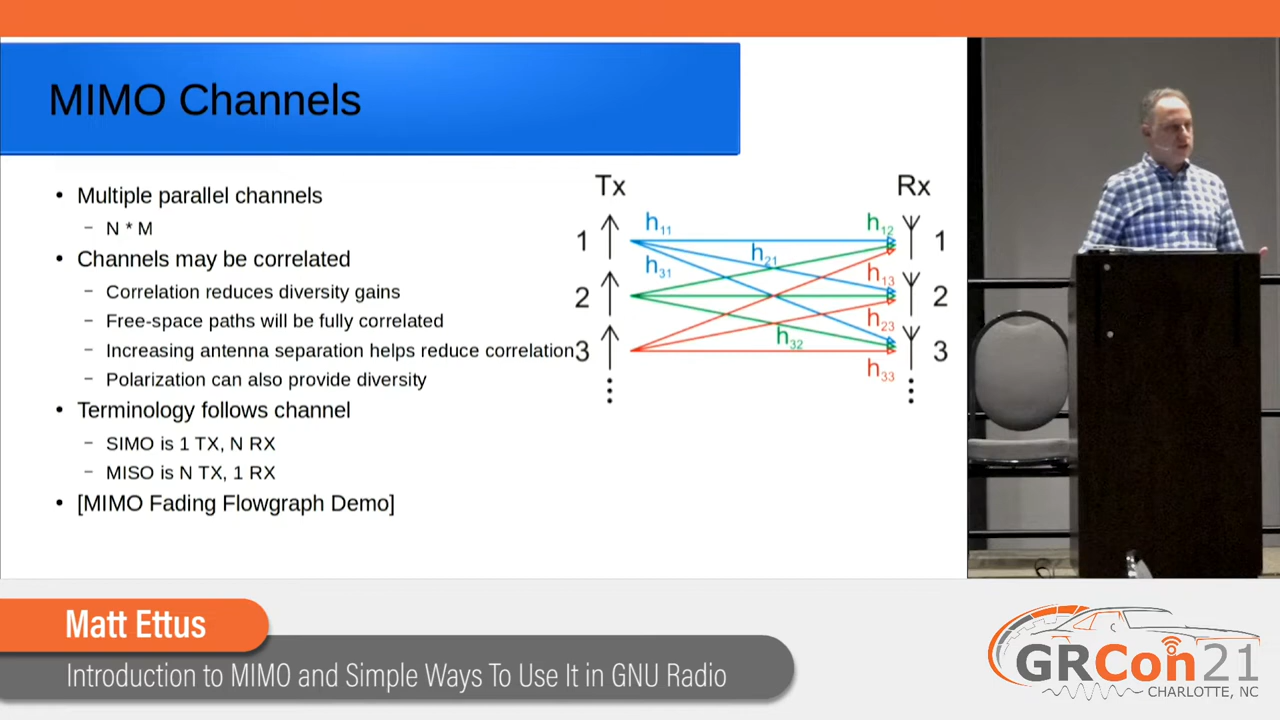 MIMO Channels
• Multiple parallel channels
– N * M
• Channels may be correlated
– Correlation reduces diversity gains
– Free-space paths will be fully correlated
– Increasing antenna separation helps reduce correlation
– Polarization can also provide diversity
• Terminology follows channel
– SIMO is 1 TX, N RX
– MISO is N TX, 1 RX
• [MIMO Fading Flowgraph Demo]
Tx Rx
h11 h12
1 1
h21
h31 h13
2 2
h23
h32
3 3
h33
Matt Ettus
Introduction to MIMO and Simple Ways To Use It in GNU Radio
GRCon21
CHARLOTTE, NC